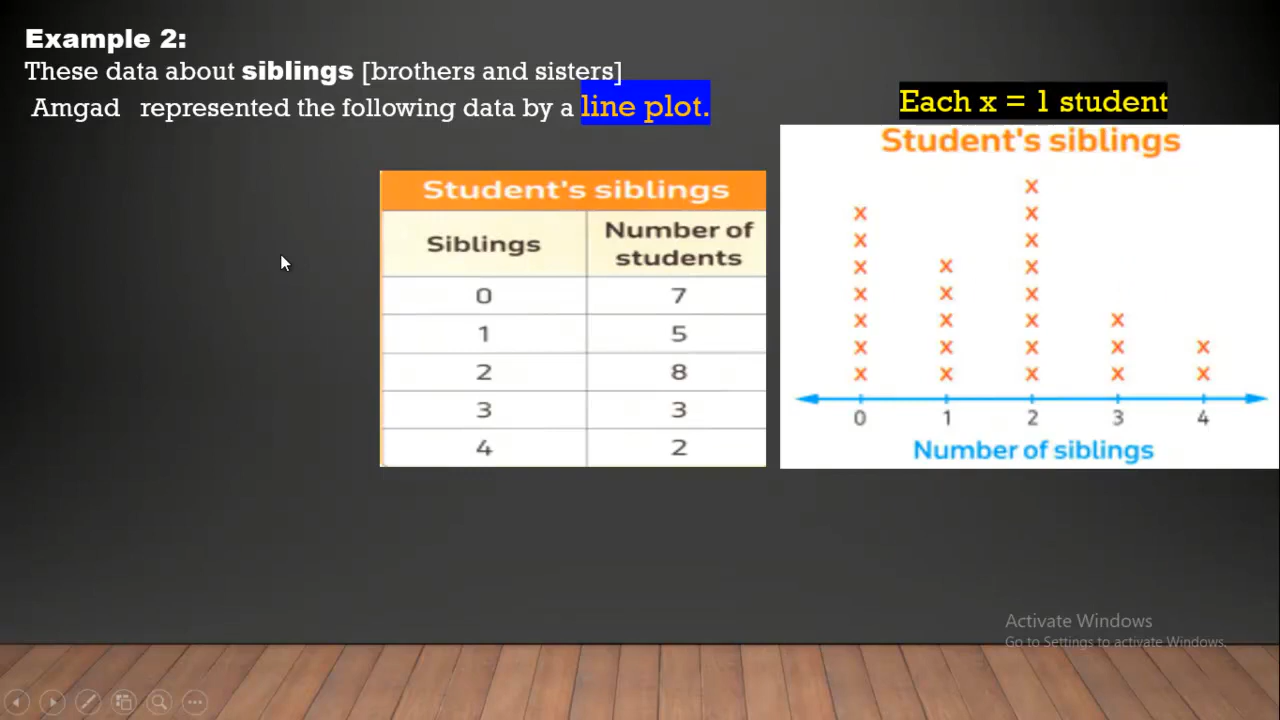 Example 2:
These data about siblings [brothers and sisters]
Amgad represented the following data by a line plot.
Each x = 1 student
Student's siblings
Siblings Number of students
0 7
1 5
2 8
3 3
4 2
Student's siblings
x
x x
x x
x x x
x x x
x x x x
x x x x x
x x x x x
0 1 2 3 4
Number of siblings
Activate Windows
Go to Settings to activate Windows.